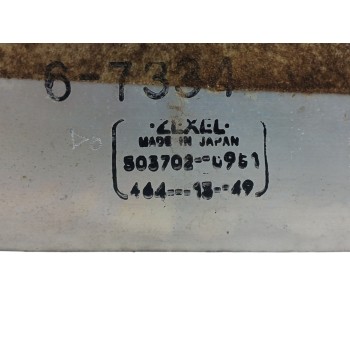 6-7334
·ZEXEL·
MADE IN JAPAN
503702--0951
464---13--49